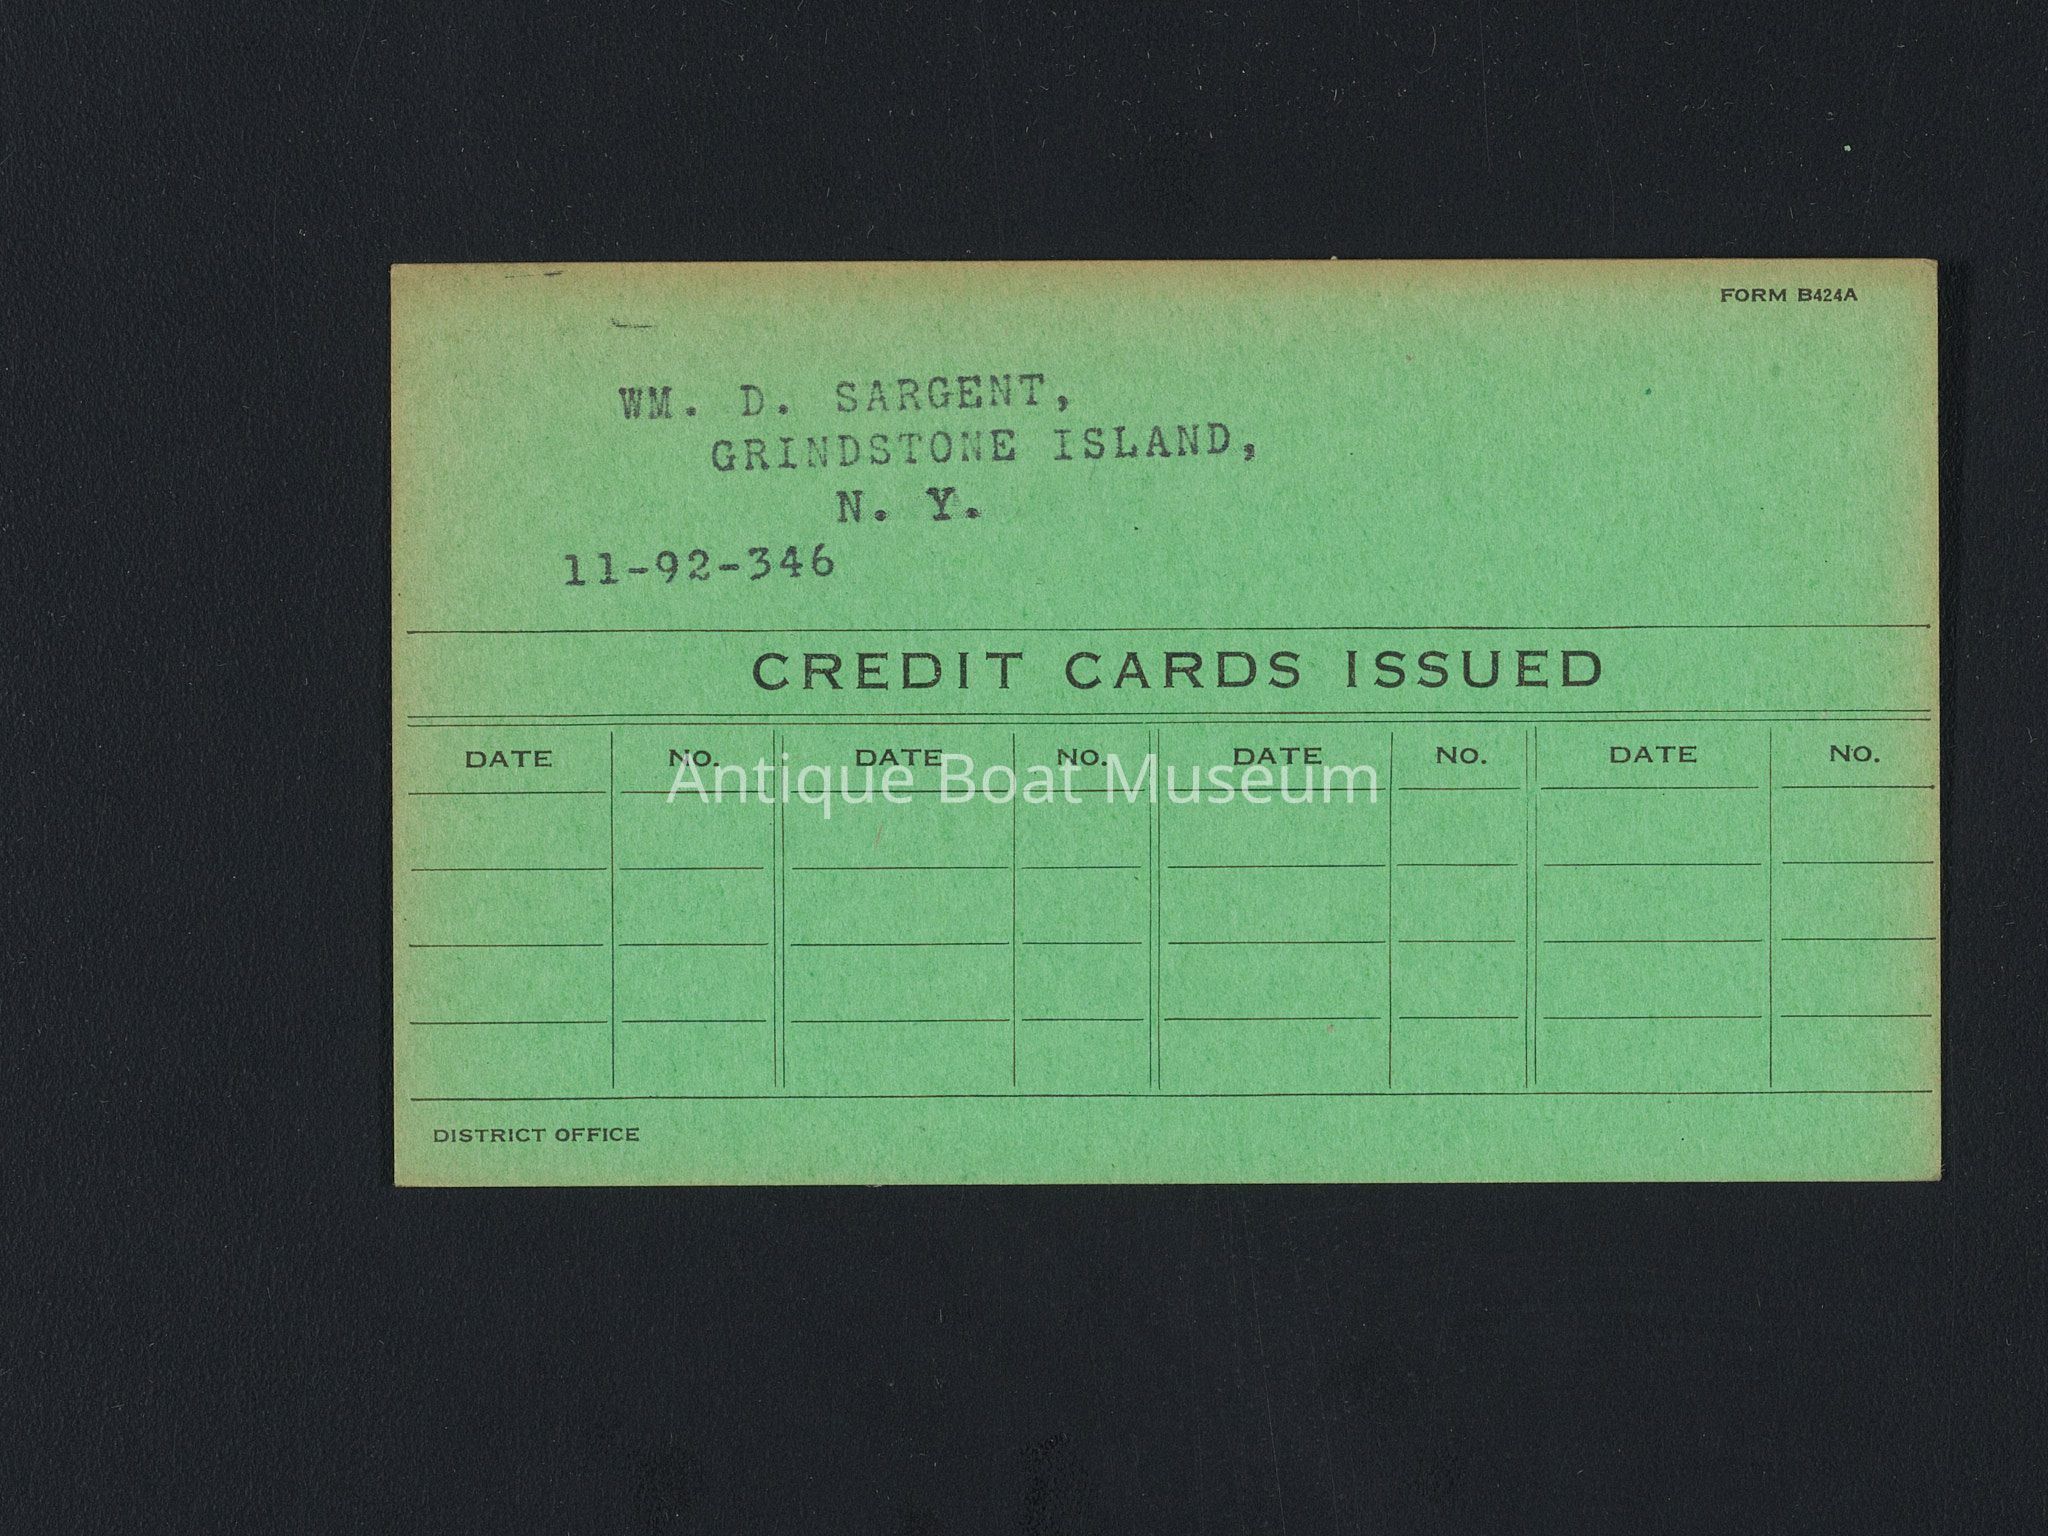 FORM B424A
WM. D. SARGENT,
GRINDSTONE ISLAND,
N. Y.
11-92-346
CREDIT CARDS ISSUED
DATE NO. DATE NO. DATE NO. DATE NO.
Antique Boat Museum
DISTRICT OFFICE